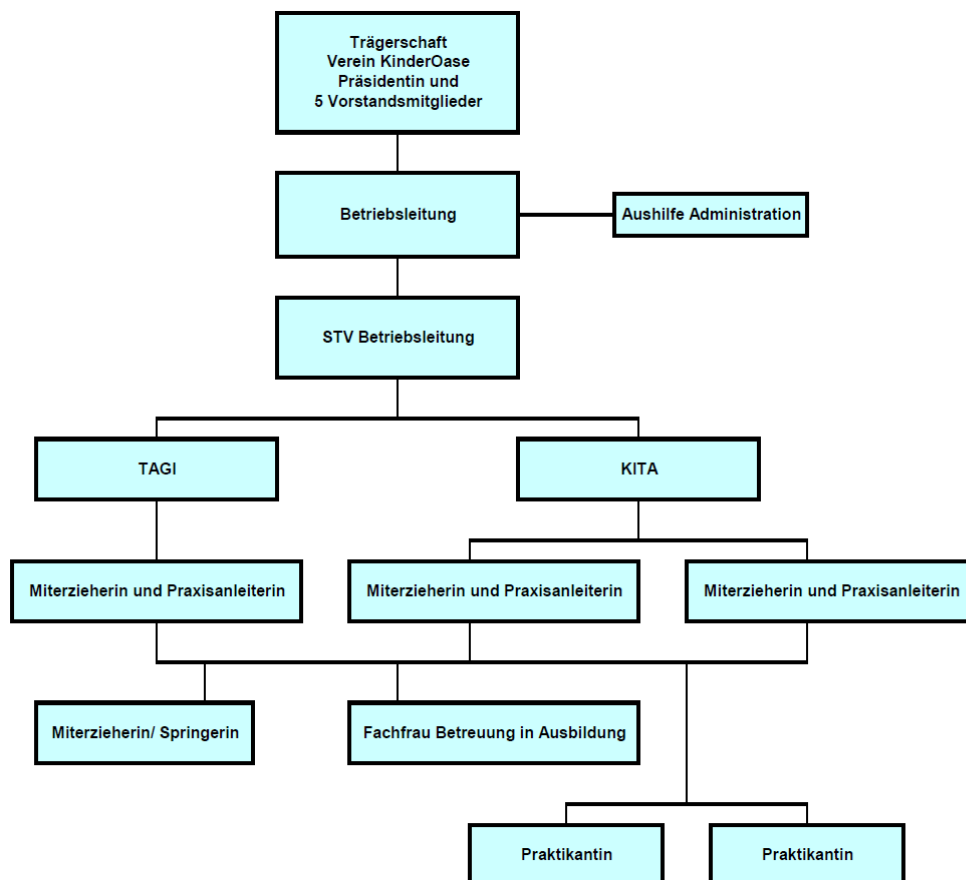 Trägerschaft
Verein KinderOase
Präsidentin und
5 Vorstandsmitglieder
Betriebsleitung
Aushilfe Administration
STV Betriebsleitung
TAGI
KITA
Miterzieherin und Praxisanleiterin
Miterzieherin und Praxisanleiterin
Miterzieherin und Praxisanleiterin
Miterzieherin/ Springerin
Fachfrau Betreuung in Ausbildung
Praktikantin
Praktikantin